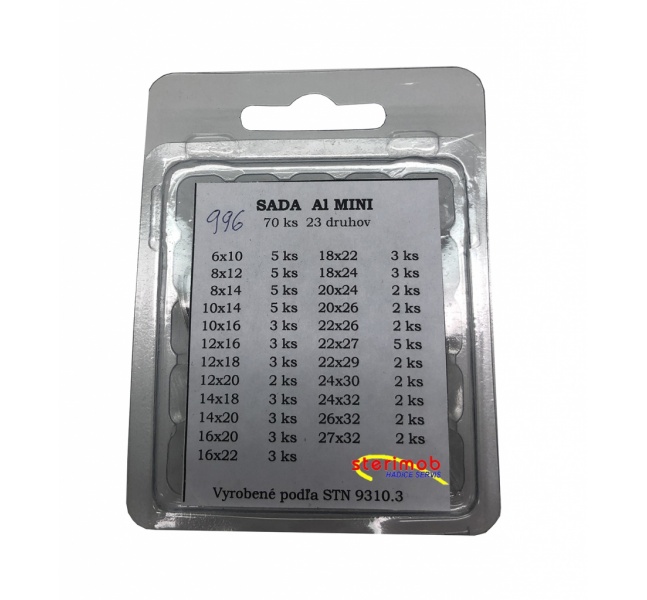 SADA Al MINI
996
70 ks 23 druhov
6x10 5 ks 18x22 3 ks
8x12 5 ks 18x24 3 ks
8x14 5 ks 20x24 2 ks
10x14 5 ks 20x26 2 ks
10x16 3 ks 22x26 2 ks
12x16 3 ks 22x27 5 ks
12x18 3 ks 22x29 2 ks
12x20 2 ks 24x30 2 ks
14x18 3 ks 24x32 2 ks
14x20 3 ks 26x32 2 ks
16x20 3 ks 27x32 2 ks
16x22 3 ks
sterimob
HADICE SERVIS
Vyrobené podľa STN 9310.3